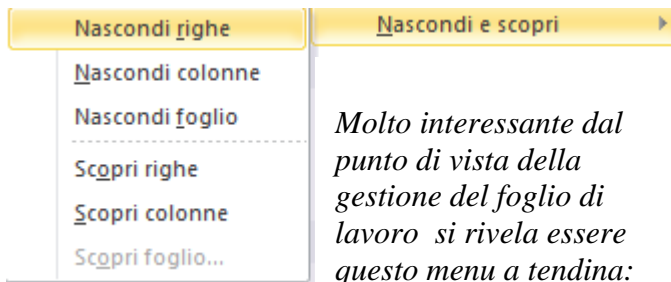 Nascondi righe
Nascondi colonne
Nascondi foglio
Scopri righe
Scopri colonne
Scopri foglio...
Nascondi e scopri
Molto interessante dal
punto di vista della
gestione del foglio di
lavoro si rivela essere
questo menu a tendina: